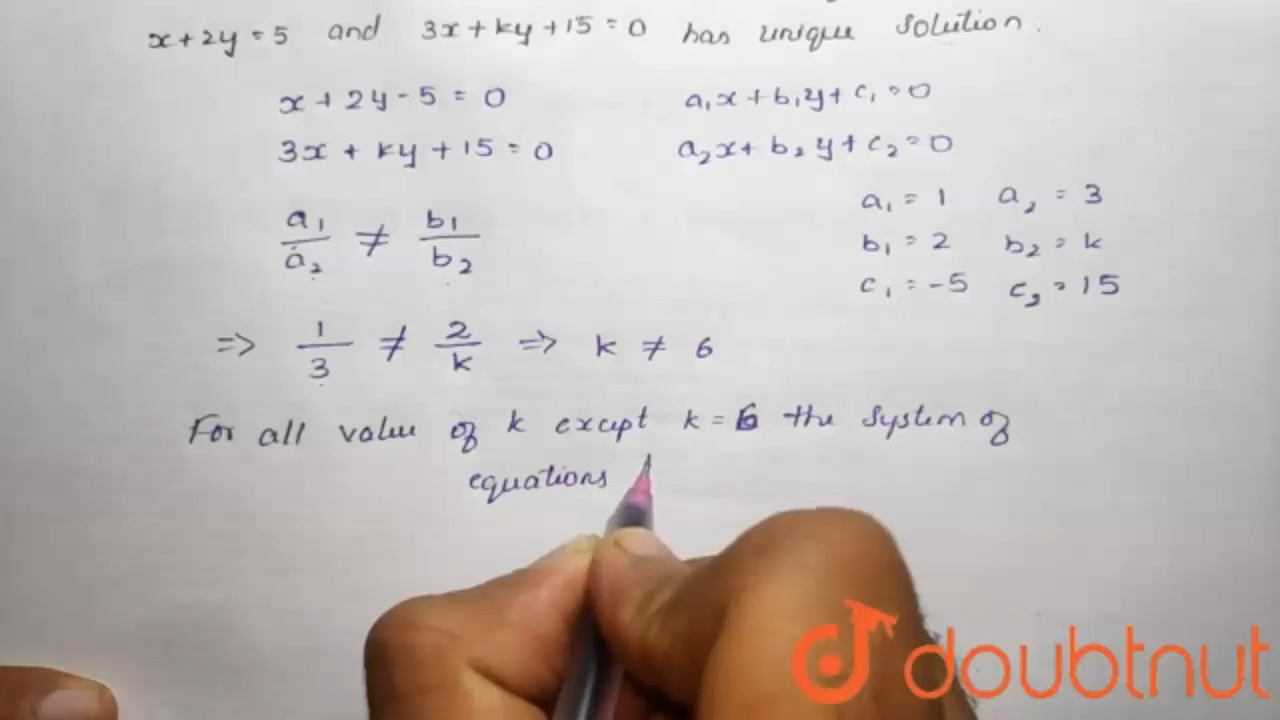 x+2y=5 and 3x+ky+15=0 has unique solution.
x+2y-5=0
a₁x+b₁y+c₁=0
3x+ky+15=0
a₂x+b₂y+c₂=0
a₁=1 a₂=3
a₁/a₂ ≠ b₁/b₂
b₁=2 b₂=k
c₁=-5 c₂=15
⇒ 1/3 ≠ 2/k ⇒ k ≠ 6
For all value of k except k=6 the system of
equations
doubtnut